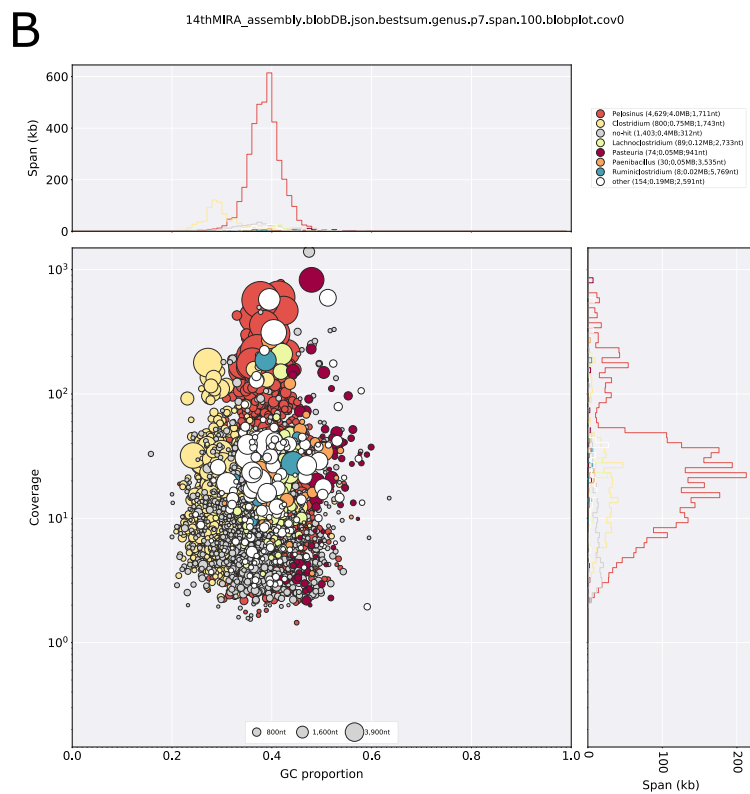 B
14thMIRA_assembly.blobDB.json.bestsum.genus.p7.span.100.blobplot.cov0
600
400
200
0
Span (kb)
Pelosinus (4,629;4.0MB;1,711nt)
Clostridium (800;0.75MB;1,743nt)
no-hit (1,403;0.4MB;312nt)
Lachnoclostridium (89;0.12MB;2,733nt)
Pasteuria (74;0.05MB;941nt)
Paenibacillus (30;0.05MB;3,535nt)
Ruminiclostridium (8;0.02MB;5,769nt)
other (154;0.19MB;2,591nt)
10³
10²
10¹
10⁰
Coverage
800nt 1,600nt 3,900nt
0.0 0.2 0.4 0.6 0.8 1.0
GC proportion
0 100 200
Span (kb)